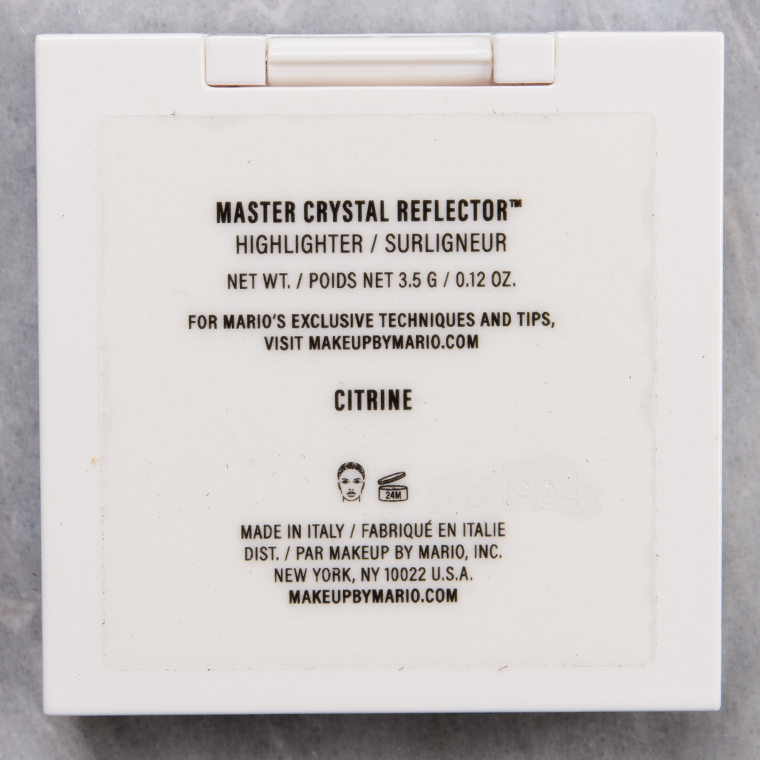 MASTER CRYSTAL REFLECTOR™
HIGHLIGHTER / SURLIGNEUR
NET WT. / POIDS NET 3.5 G / 0.12 OZ.
FOR MARIO'S EXCLUSIVE TECHNIQUES AND TIPS,
VISIT MAKEUPBYMARIO.COM
CITRINE
24M
MADE IN ITALY / FABRIQUÉ EN ITALIE
DIST. / PAR MAKEUP BY MARIO, INC.
NEW YORK, NY 10022 U.S.A.
MAKEUPBYMARIO.COM